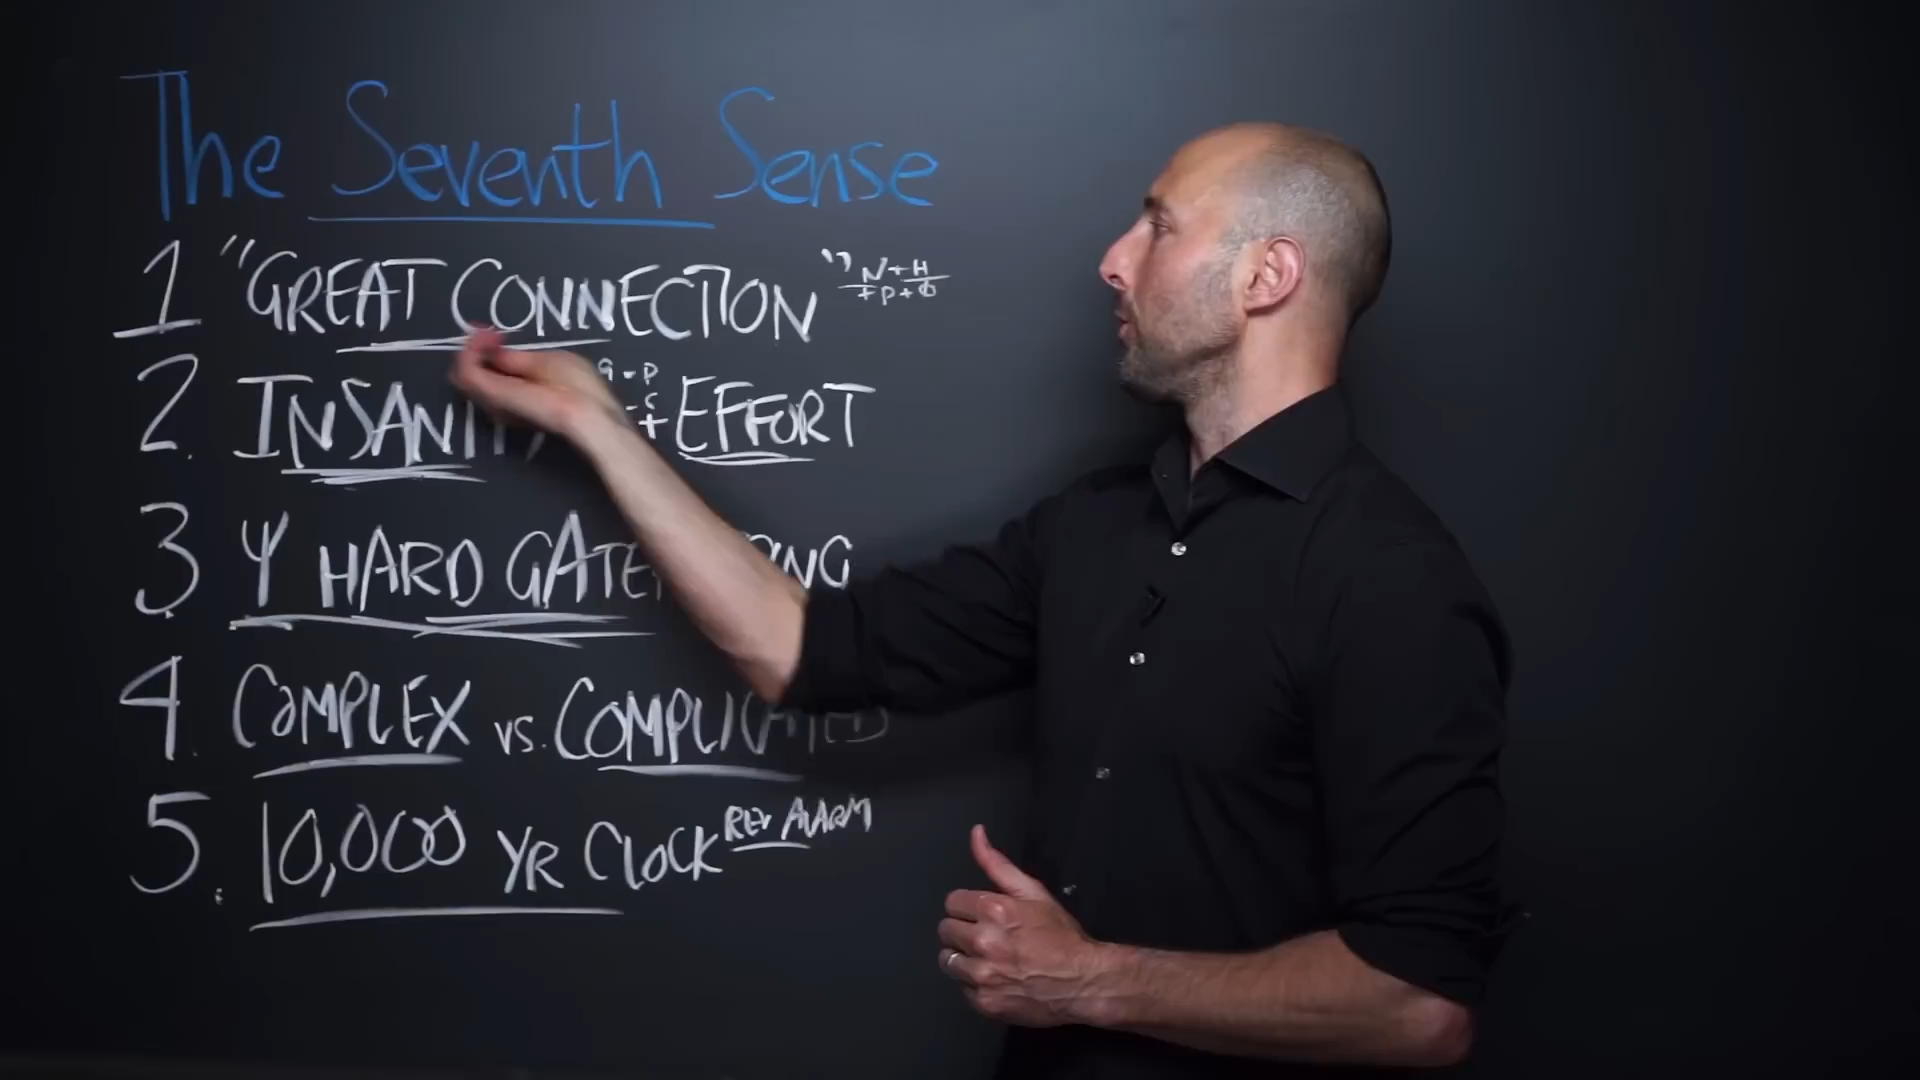 The Seventh Sense
1 "GREAT CONNECTION" N+H
+P+
2. INSANITY + EFFORT
3. HARD
4. COMPLEX vs. COMPLICATED
5. 10,000 YR CLOCK REV ALARM